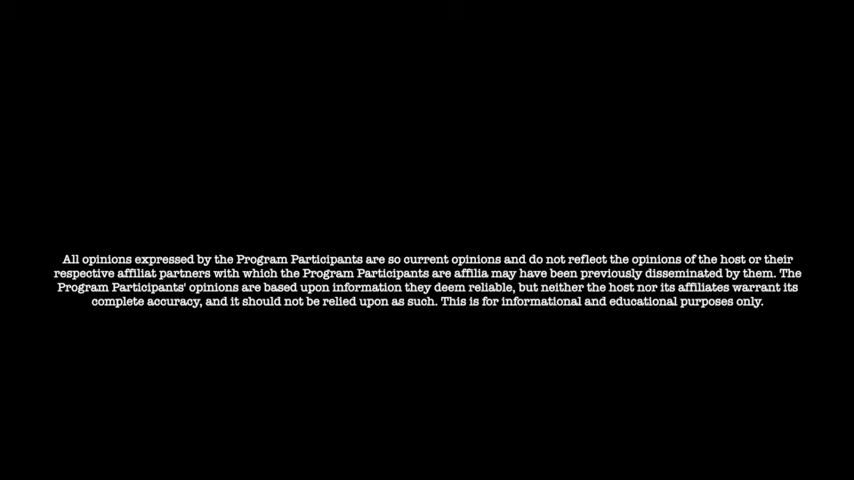 All opinions expressed by the Program Participants are so current opinions and do not reflect the opinions of the host or their
respective affiliat partners with which the Program Participants are affilia may have been previously disseminated by them. The
Program Participants' opinions are based upon information they deem reliable, but neither the host nor its affiliates warrant its
complete accuracy, and it should not be relied upon as such. This is for informational and educational purposes only.